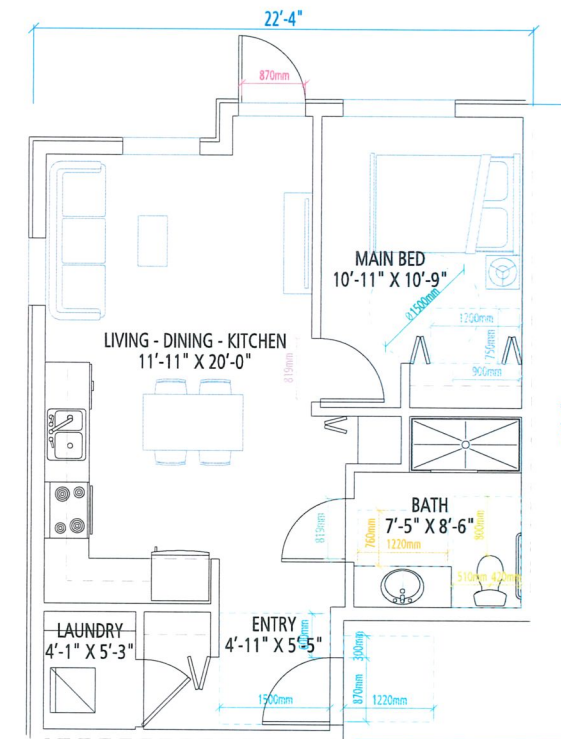 22'-4"
870mm
MAIN BED
10'-11" X 10'-9"
Ø1500mm
1200mm
750mm
900mm
LIVING - DINING - KITCHEN
11'-11" X 20'-0"
819mm
BATH
7'-5" X 8'-6"
819mm
760mm
1220mm
900mm
510mm 420mm
LAUNDRY
4'-1" X 5'-3"
ENTRY
4'-11" X 5'-5"
300mm
1500mm
870mm
1220mm